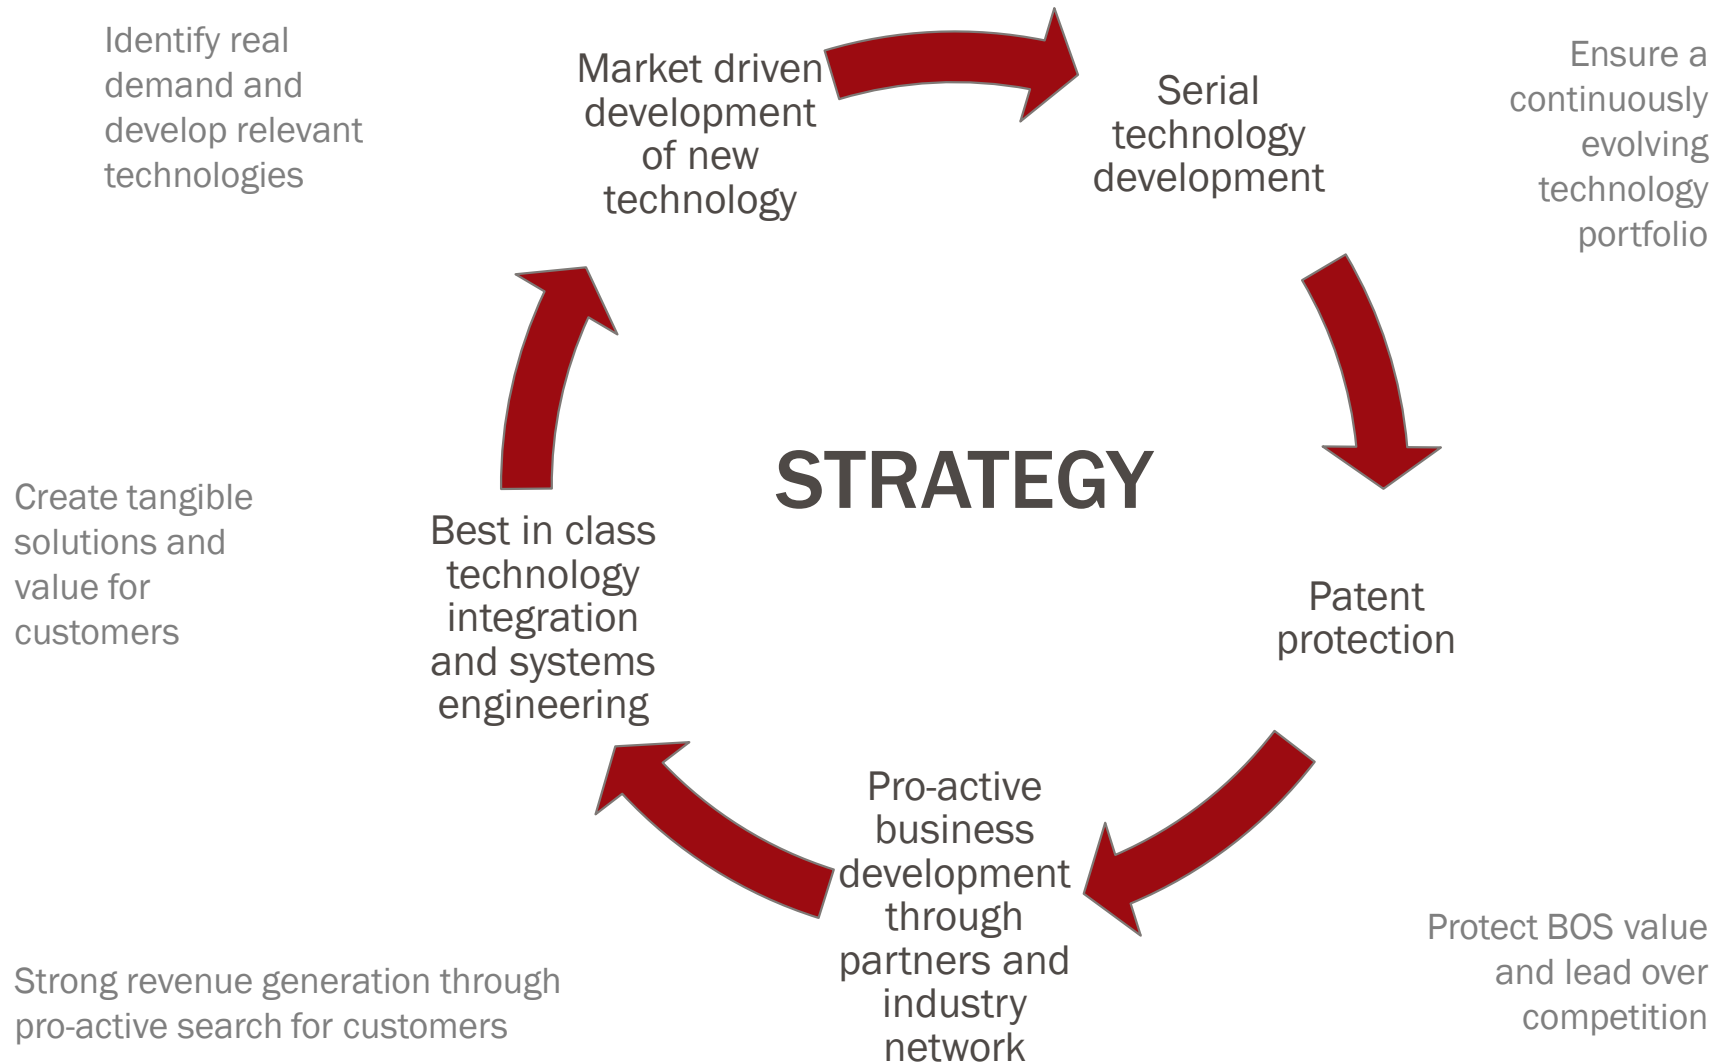 Identify real
demand and
develop relevant
technologies
Market driven
development
of new
technology
Serial
technology
development
Ensure a
continuously
evolving
technology
portfolio
STRATEGY
Create tangible
solutions and
value for
customers
Best in class
technology
integration
and systems
engineering
Patent
protection
Pro-active
business
development
through
partners and
industry
network
Strong revenue generation through
pro-active search for customers
Protect BOS value
and lead over
competition